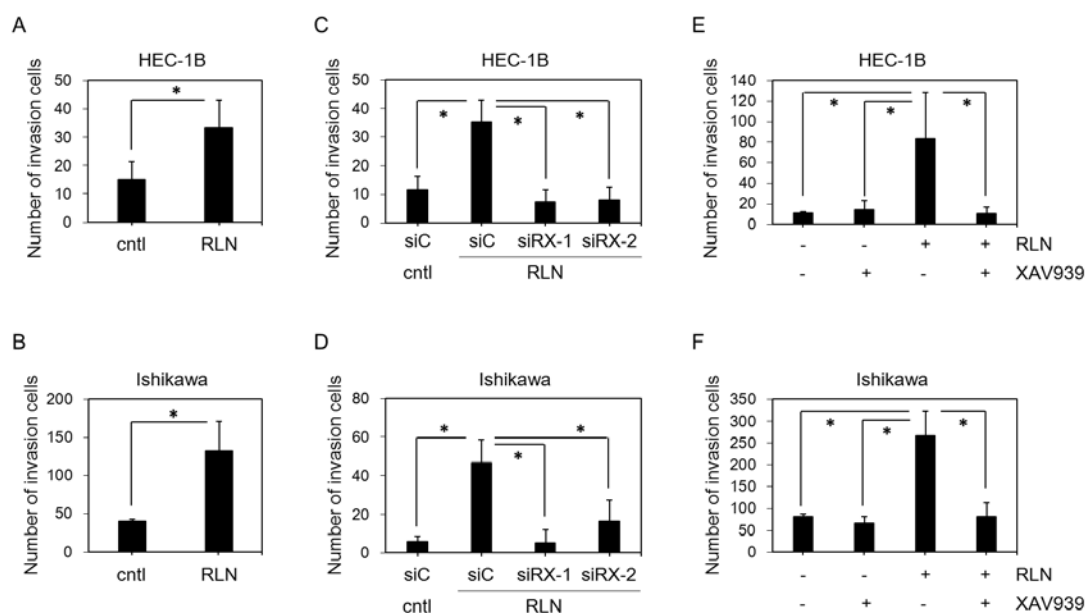 A
HEC-1B
Number of invasion cells
50
40
30
20
10
0
*
cntl RLN
C
HEC-1B
Number of invasion cells
50
40
30
20
10
0
* * *
siC siC siRX-1 siRX-2
cntl RLN
E
HEC-1B
Number of invasion cells
140
120
100
80
60
40
20
0
* * *
- - + + RLN
- + - + XAV939
B
Ishikawa
Number of invasion cells
200
150
100
50
0
*
cntl RLN
D
Ishikawa
Number of invasion cells
80
60
40
20
0
* * *
siC siC siRX-1 siRX-2
cntl RLN
F
Ishikawa
Number of invasion cells
350
300
250
200
150
100
50
0
* * *
- - + + RLN
- + - + XAV939